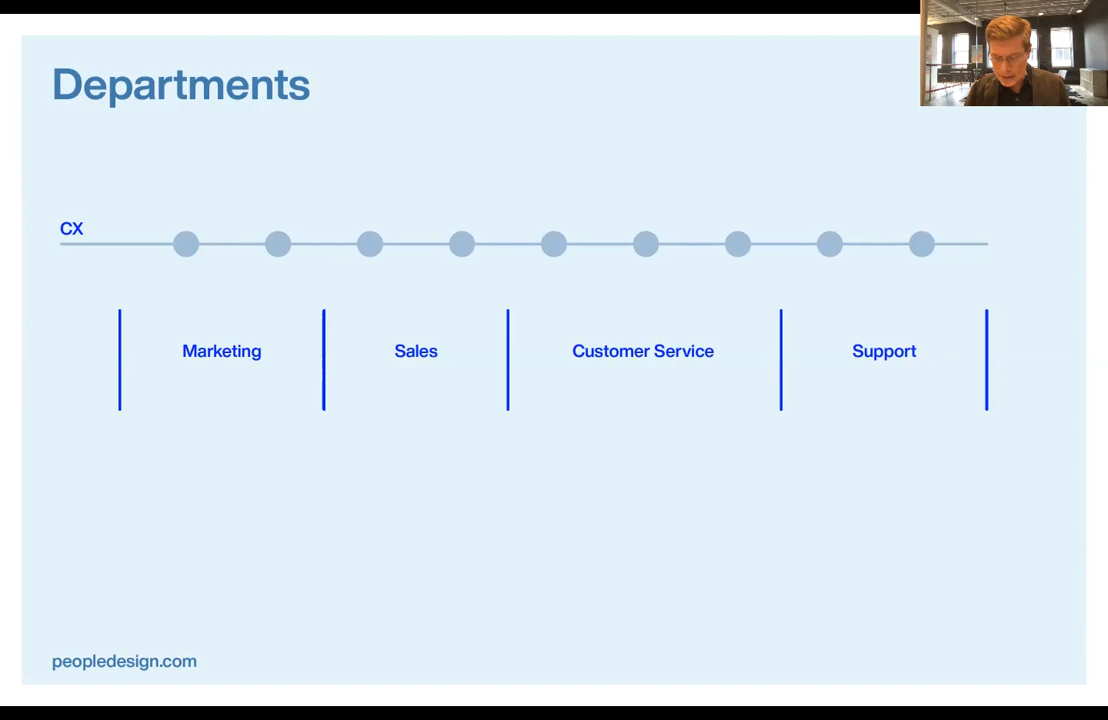 Departments
CX
Marketing
Sales
Customer Service
Support
peopledesign.com